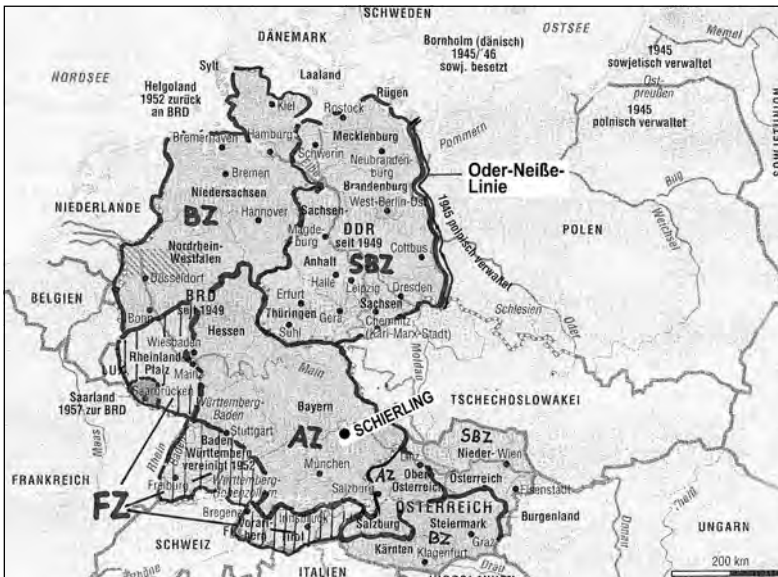 SCHWEDEN
DÄNEMARK
OSTSEE
Memel
NORDSEE
Sylt
Laaland
Bornholm (dänisch)
1945/46
sowj. besetzt
1945
sowjetisch verwaltet
Helgoland
1952 zurück
an BRD
Kiel
Rostock
Rügen
Ost-
preußen
1945
polnisch verwaltet
SOWJETUNION
Bremerhaven
Hamburg
Schwerin
Mecklenburg
Neubranden-
burg
Pommern
Oder-Neiße-
Linie
Bremen
Niedersachsen
Brandenburg
West-Berlin-Ost
Bug
NIEDERLANDE
BZ
Hannover
Sachsen-
Magde-
burg
DDR
seit 1949
1945 polnisch verwaltet
POLEN
Weichsel
Nordrhein-
Westfalen
Anhalt
SBZ
Cottbus
Düsseldorf
Halle
Leipzig
Dresden
BELGIEN
BRD
seit 1949
Bonn
Hessen
Erfurt
Thüringen
Gera
Sachsen
Chemnitz
(Karl-Marx-Stadt)
Schlesien
Oder
Suhl
Wiesbaden
LUX.
Rheinland-
Pfalz
Mainz
Main
Moldau
Saarland
1957 zur BRD
Saarbrücken
Württemberg-
Baden
Bayern
SCHIERLING
TSCHECHOSLOWAKEI
Maas
Stuttgart
AZ
SBZ
Rhein
Baden
Baden
Württemberg
vereinigt 1952
Linz
Nieder-
Wien
FRANKREICH
München
AZ
Ober
Österreich
Österreich
FZ
Freiburg
Württemberg-
Hohenzollern
Salzburg
Eisenstadt
Bregenz
ÖSTERREICH
Burgenland
Vorarl-
berg
Innsbruck
Tirol
Salzburg
Steiermark
BZ
Graz
Donau
Theiß
SCHWEIZ
Kärnten
Klagenfurt
UNGARN
ITALIEN
Drau
200 km